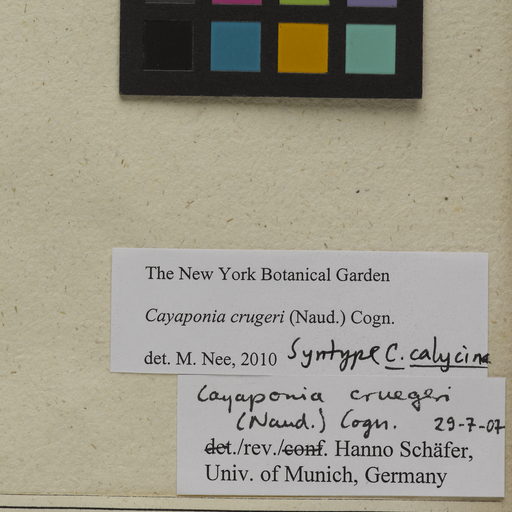 The New York Botanical Garden
Cayaponia crugeri (Naud.) Cogn.
det. M. Nee, 2010 Syntype C. calycina
Cayaponia cruegeri
(Naud.) Cogn. 29-7-07
det./rev./conf. Hanno Schäfer,
Univ. of Munich, Germany